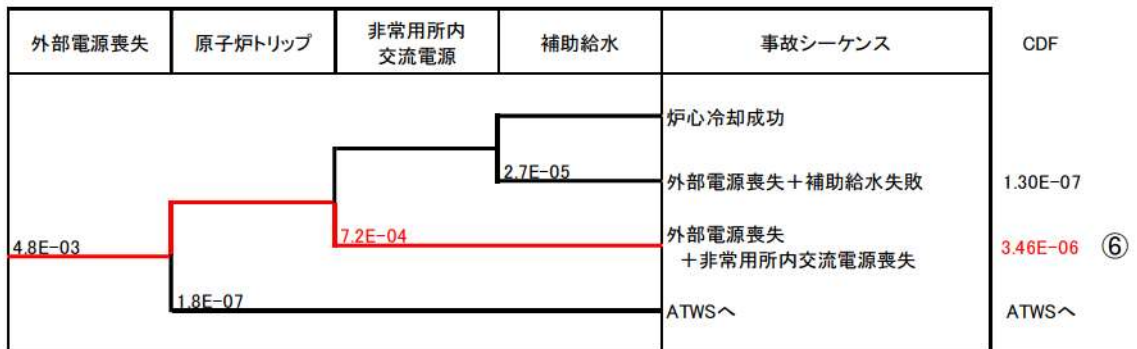 外部電源喪失
原子炉トリップ
非常用所内
交流電源
補助給水
事故シーケンス
CDF
炉心冷却成功
2.7E-05
外部電源喪失＋補助給水失敗
1.30E-07
4.8E-03
7.2E-04
外部電源喪失
＋非常用所内交流電源喪失
3.46E-06
⑥
1.8E-07
ATWSへ
ATWSへ